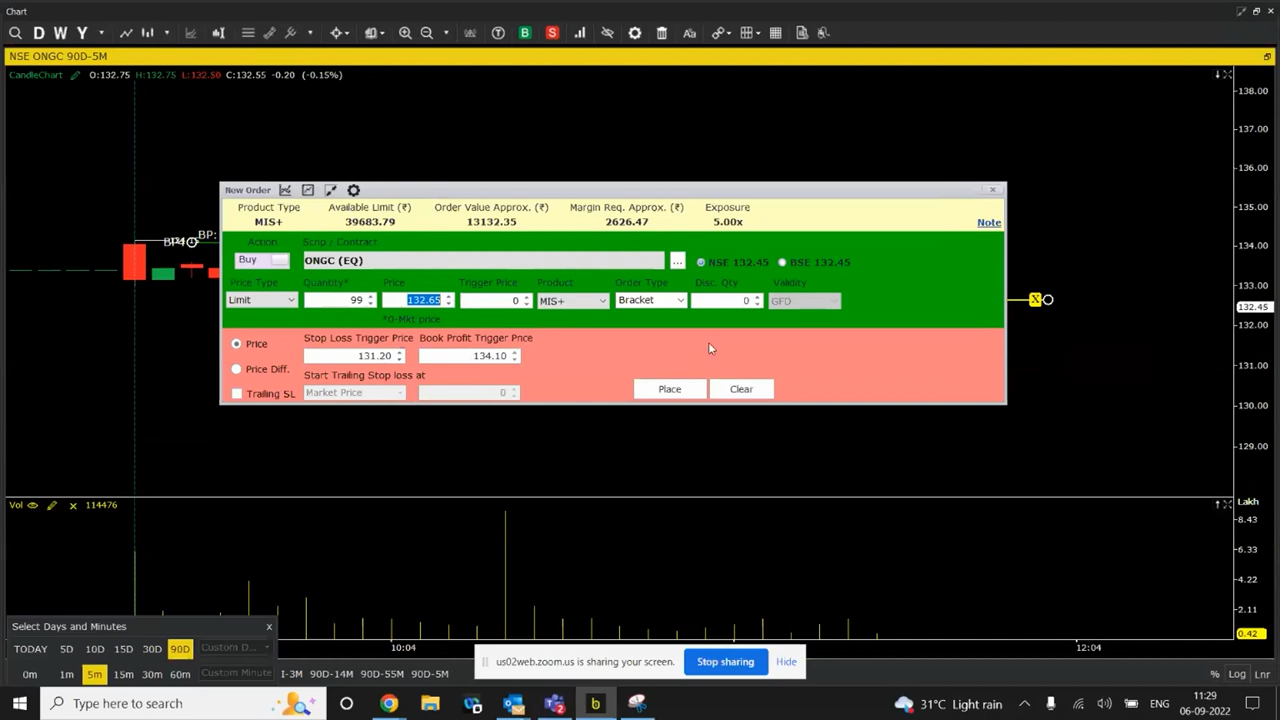 Chart
D W Y T B S Aa
NSE ONGC 90D-5M
CandleChart O:132.75 H:132.75 L:132.50 C:132.55 -0.20 (-0.15%)
138.00
137.00
136.00
135.00
134.00
133.00
132.45
132.00
131.00
130.00
129.00
BP:
X
New Order
Product Type Available Limit (₹) Order Value Approx. (₹) Margin Req. Approx. (₹) Exposure
MIS+ 39683.79 13132.35 2626.47 5.00x Note
Action Scrip / Contract
Buy ONGC (EQ) ... NSE 132.45 BSE 132.45
Price Type Quantity* Price Trigger Price Product Order Type Disc. Qty Validity
Limit 99 132.65 0 MIS+ Bracket 0 GFD
*0-Mkt price
Price Stop Loss Trigger Price Book Profit Trigger Price
131.20 134.10
Price Diff. Start Trailing Stop loss at
Trailing SL Market Price 0 Place Clear
Vol x 114476
Lakh
8.43
6.33
4.22
2.11
0.42
Select Days and Minutes x
TODAY 5D 10D 15D 30D 90D Custom D...
10:04 12:04
0m 1m 5m 15m 30m 60m Custom Minute I-3M 90D-14M 90D-55M 90D-5M
us02web.zoom.us is sharing your screen. Stop sharing Hide
% Log Lnr
Type here to search b 31°C Light rain ENG 11:29
06-09-2022